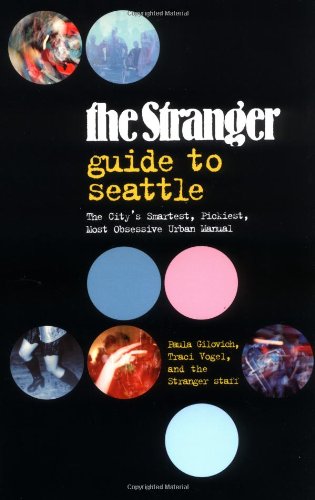 the Stranger
guide to
seattle
The City's Smartest, Pickiest,
Most Obsessive Urban Manual
Paula Gilovich,
Traci Vogel,
and the
Stranger staff